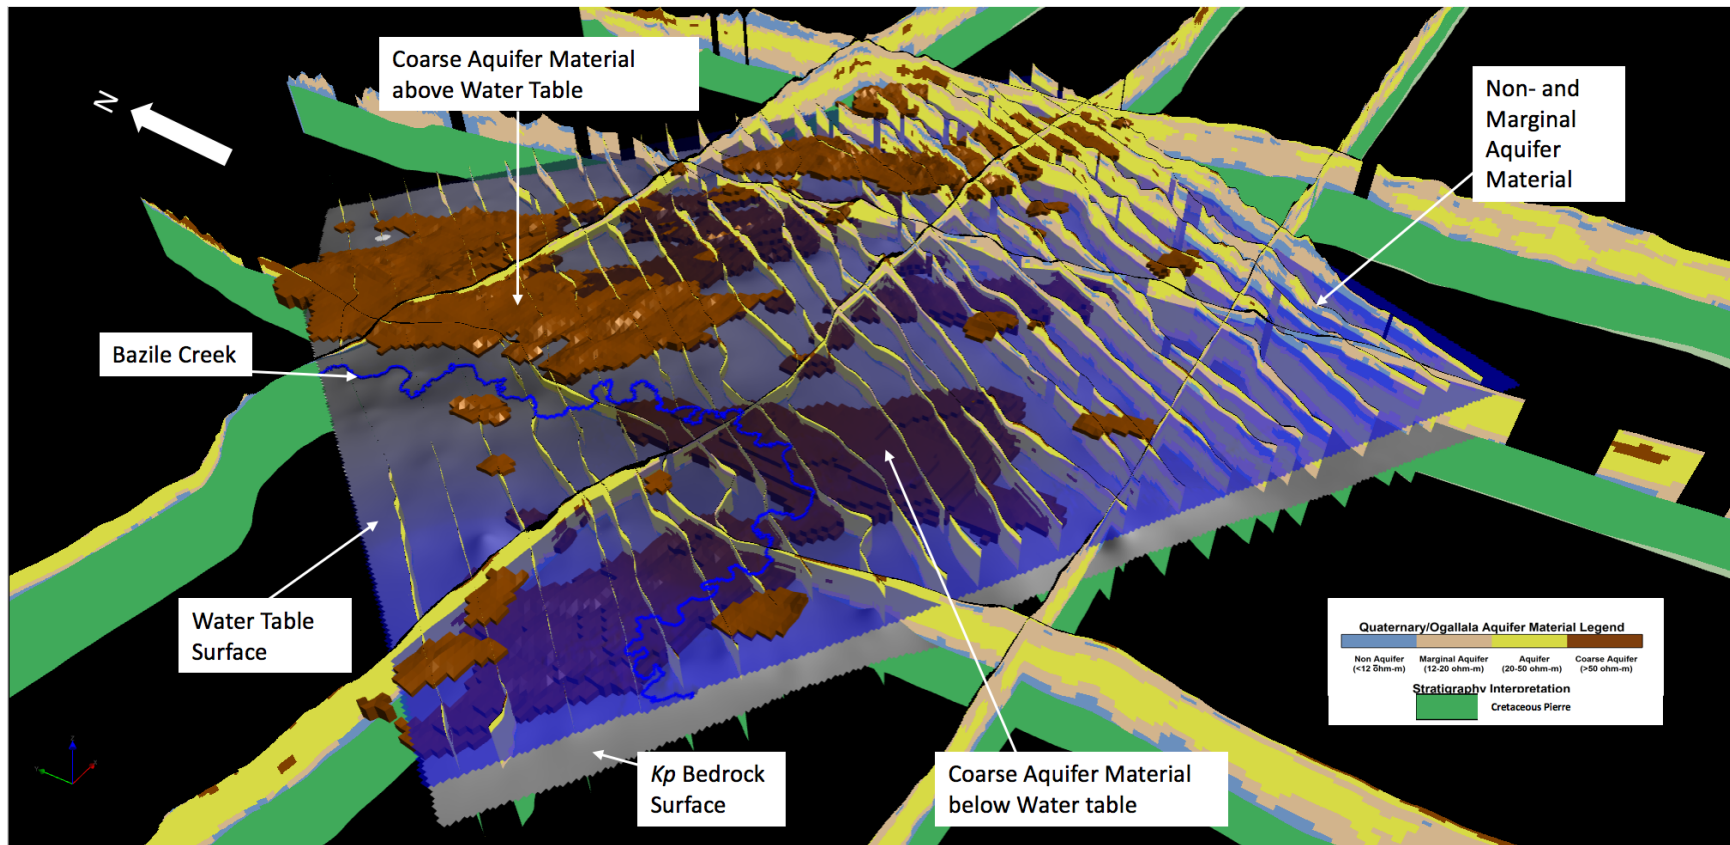 Coarse Aquifer Material
above Water Table
Non- and
Marginal
Aquifer
Material
N
Bazile Creek
Water Table
Surface
Kp Bedrock
Surface
Coarse Aquifer Material
below Water table
Quaternary/Ogallala Aquifer Material Legend
Non Aquifer Marginal Aquifer Aquifer Coarse Aquifer
(<12 ohm-m) (12-20 ohm-m) (20-50 ohm-m) (>50 ohm-m)
Stratigraphy Interpretation
Cretaceous Pierre